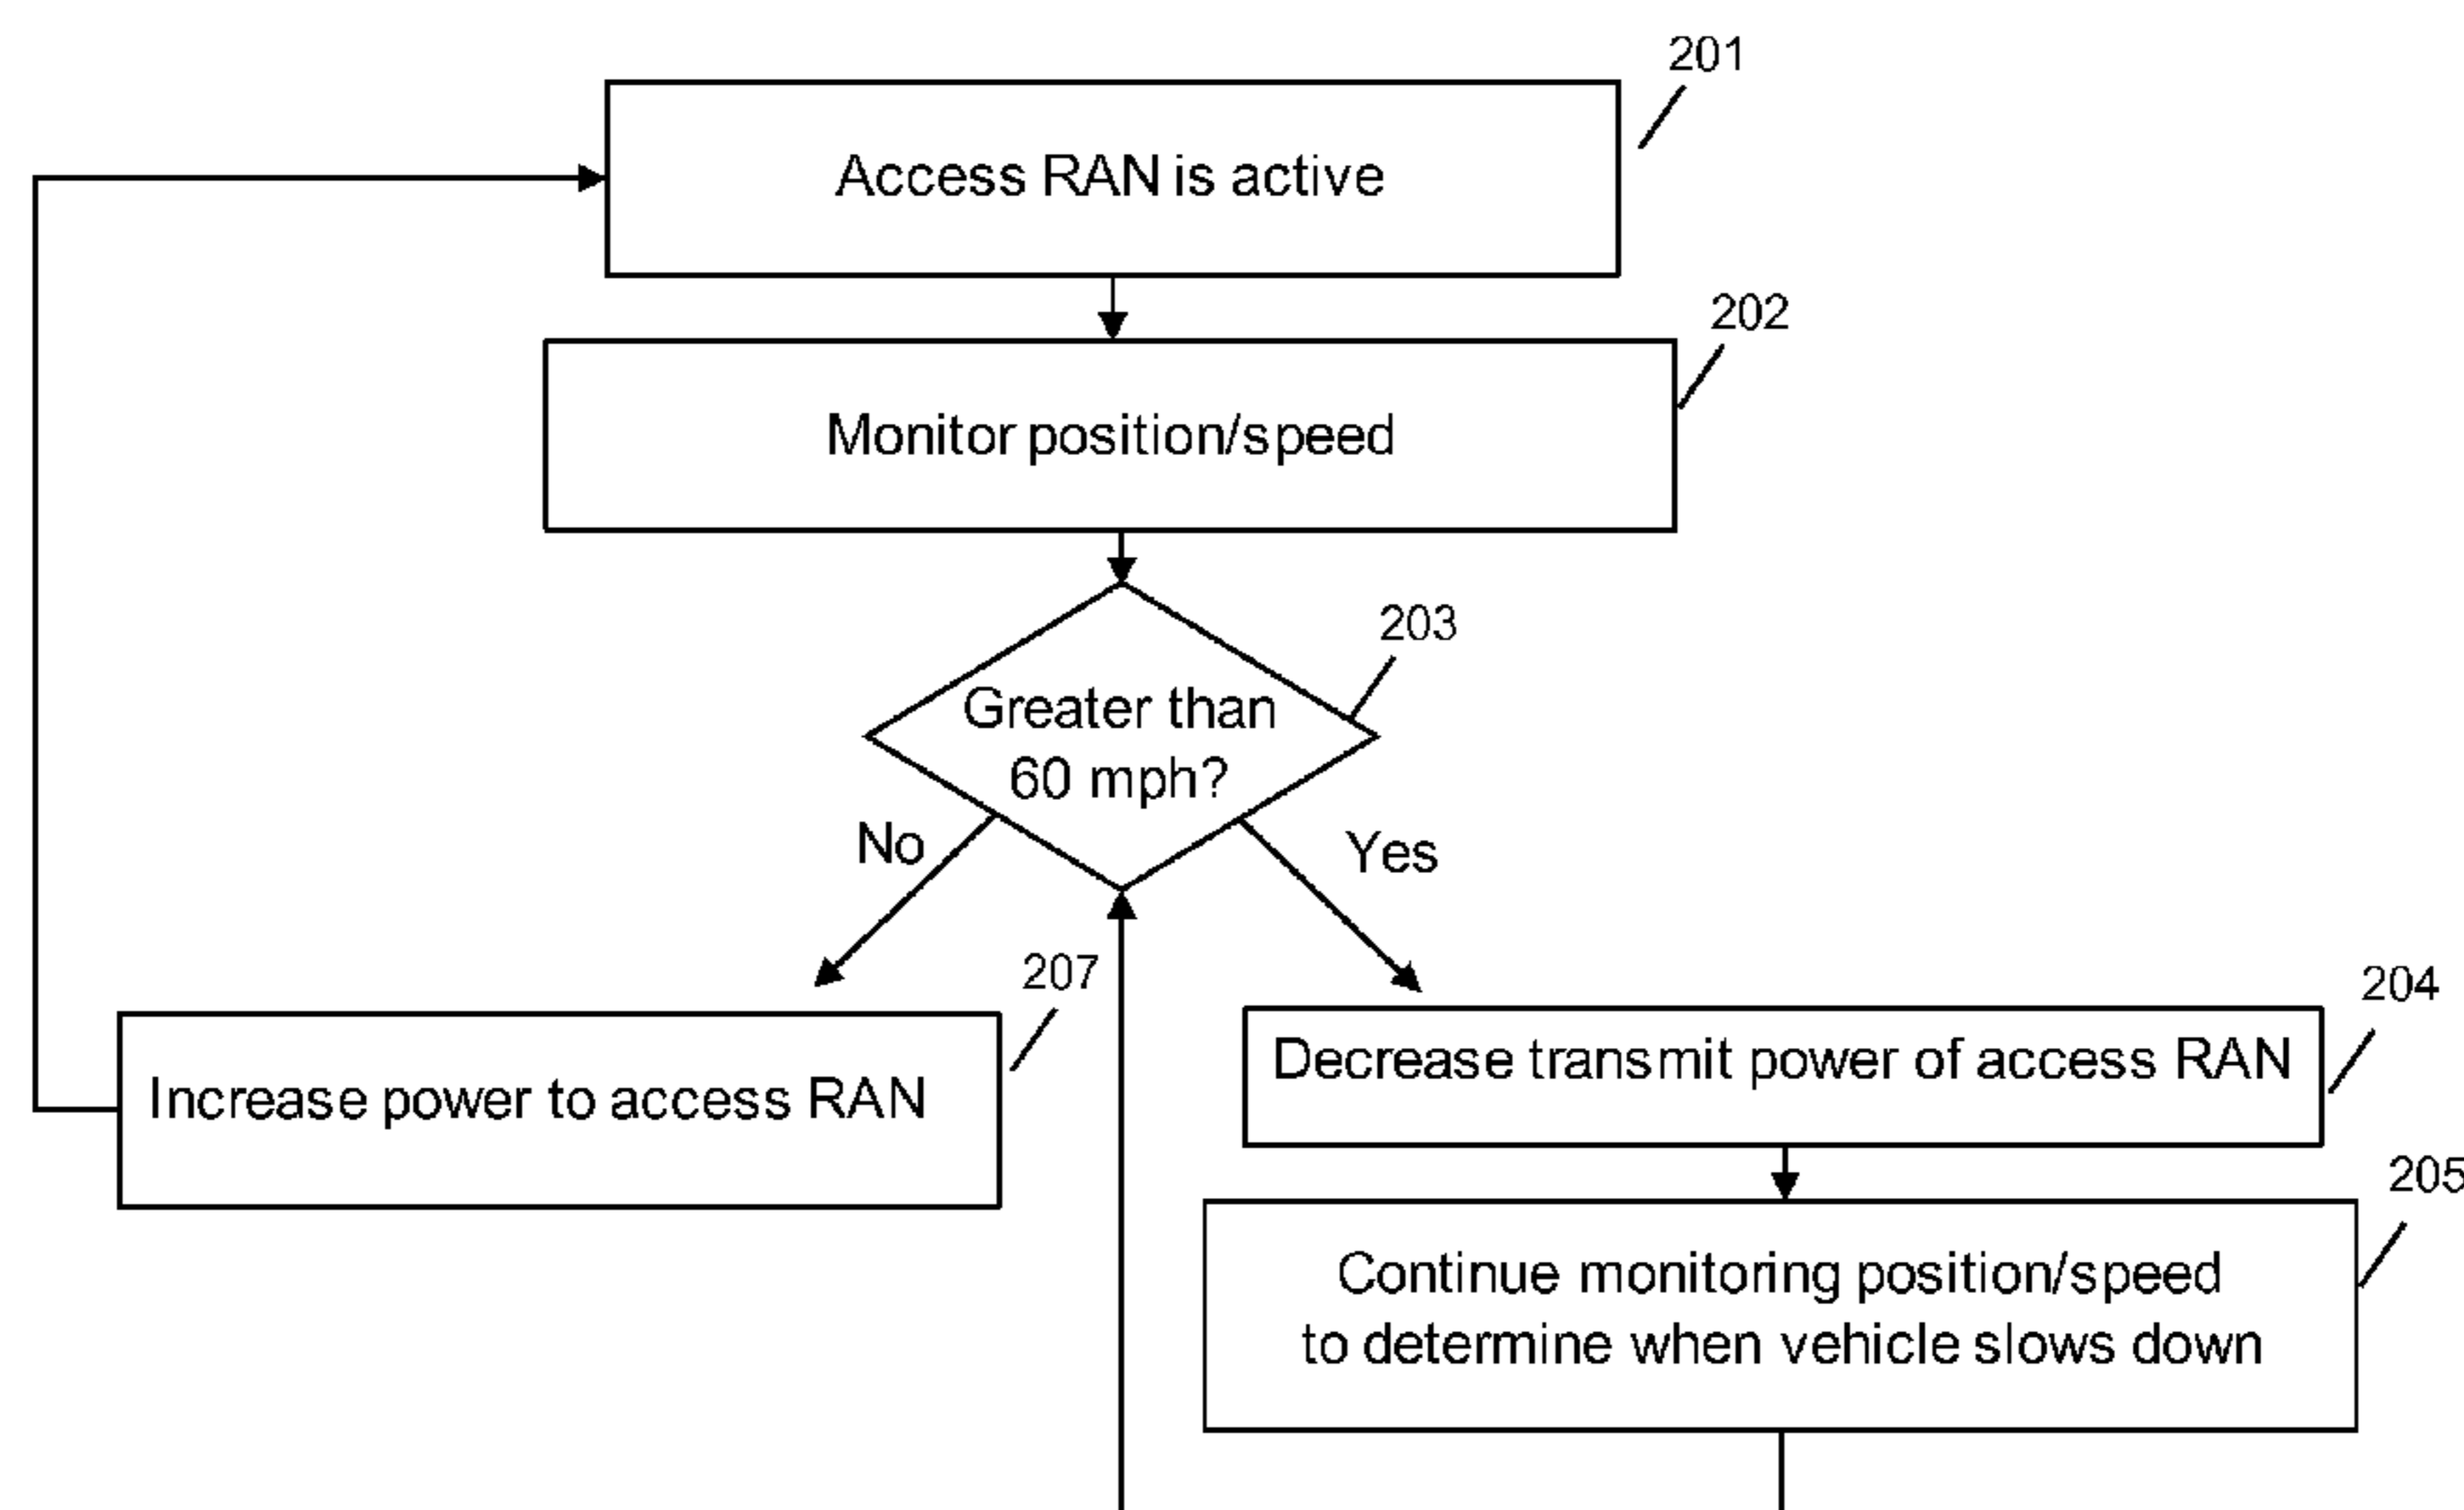 201
Access RAN is active
202
Monitor position/speed
203
Greater than
60 mph?
No
Yes
207
Increase power to access RAN
204
Decrease transmit power of access RAN
205
Continue monitoring position/speed
to determine when vehicle slows down